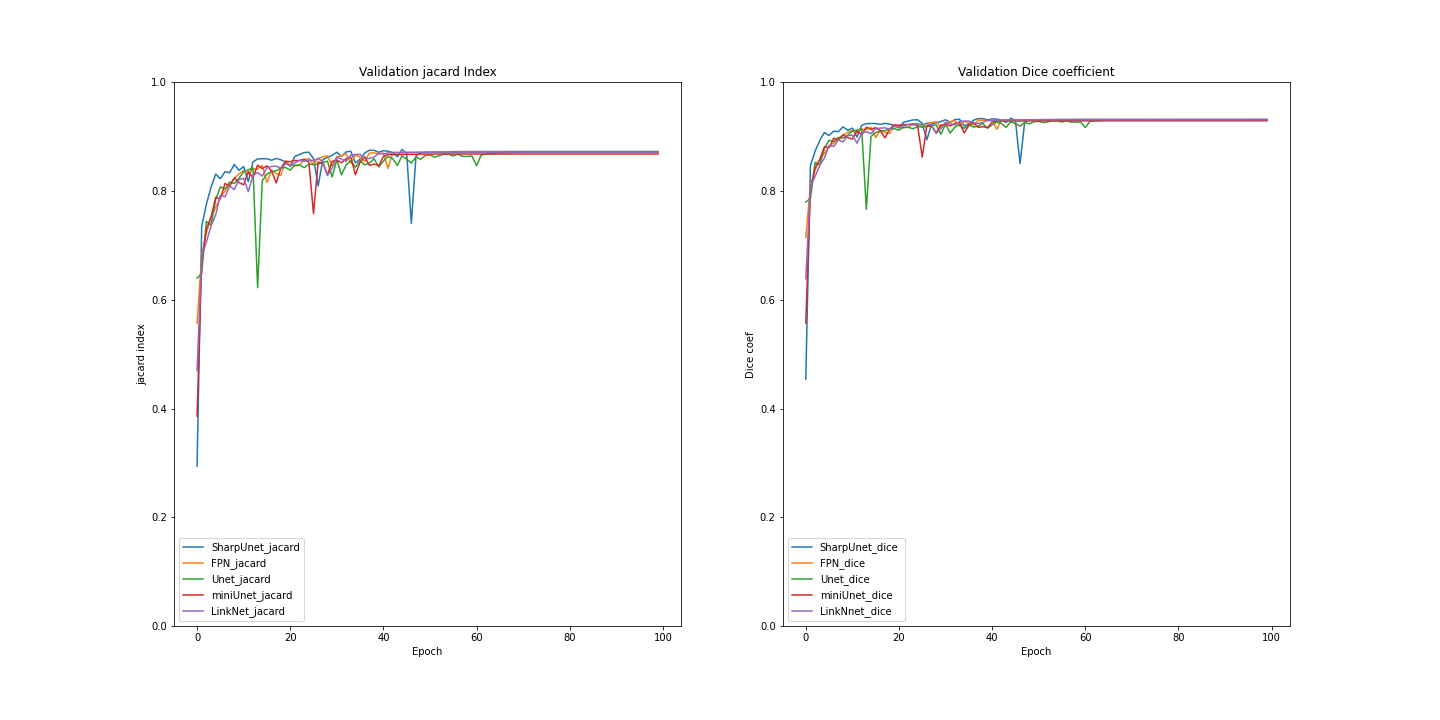 Validation jacard Index
1.0
0.8
0.6
0.4
0.2
0.0
jacard index
SharpUnet_jacard
FPN_jacard
Unet_jacard
miniUnet_jacard
LinkNet_jacard
0 20 40 60 80 100
Epoch
Validation Dice coefficient
1.0
0.8
0.6
0.4
0.2
0.0
Dice coef
SharpUnet_dice
FPN_dice
Unet_dice
miniUnet_dice
LinkNnet_dice
0 20 40 60 80 100
Epoch